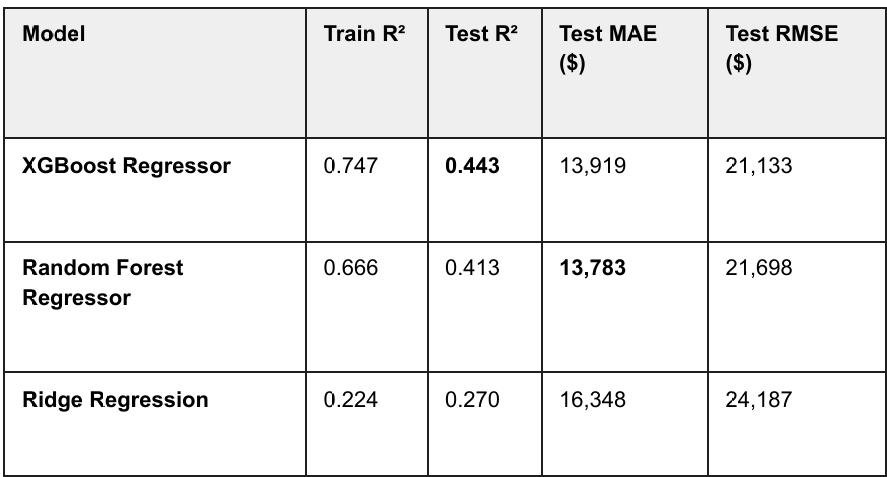 Model Train R² Test R² Test MAE ($) Test RMSE ($)
XGBoost Regressor 0.747 0.443 13,919 21,133
Random Forest Regressor 0.666 0.413 13,783 21,698
Ridge Regression 0.224 0.270 16,348 24,187